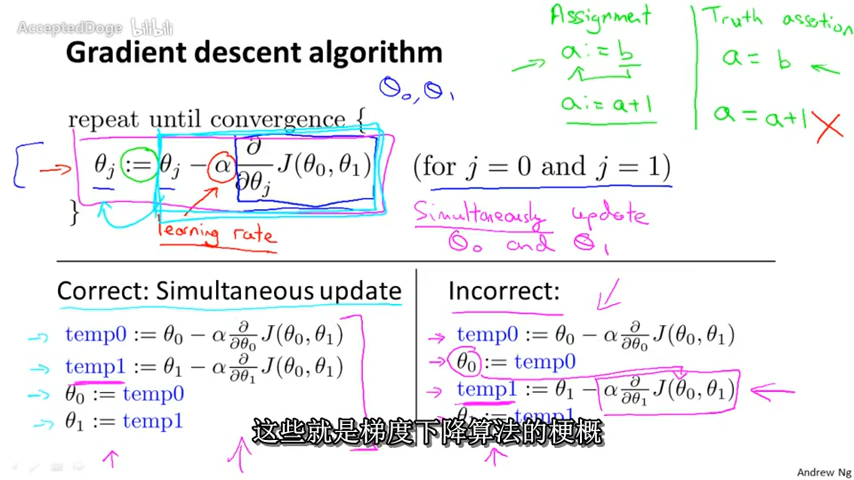 AcceptedDoge bilibili
Assignment
Truth assertion
Gradient descent algorithm
a := b
a = b
θ₀, θ₁
a := a+1
a = a+1
repeat until convergence {
θⱼ := θⱼ − α ∂/∂θⱼ J(θ₀, θ₁) (for j = 0 and j = 1)
}
learning rate
Simultaneously update
θ₀ and θ₁
Correct: Simultaneous update
Incorrect:
temp0 := θ₀ − α ∂/∂θ₀ J(θ₀, θ₁)
temp1 := θ₁ − α ∂/∂θ₁ J(θ₀, θ₁)
θ₀ := temp0
θ₁ := temp1
temp0 := θ₀ − α ∂/∂θ₀ J(θ₀, θ₁)
θ₀ := temp0
temp1 := θ₁ − α ∂/∂θ₁ J(θ₀, θ₁)
:= temp1
这些就是梯度下降算法的梗概
Andrew Ng